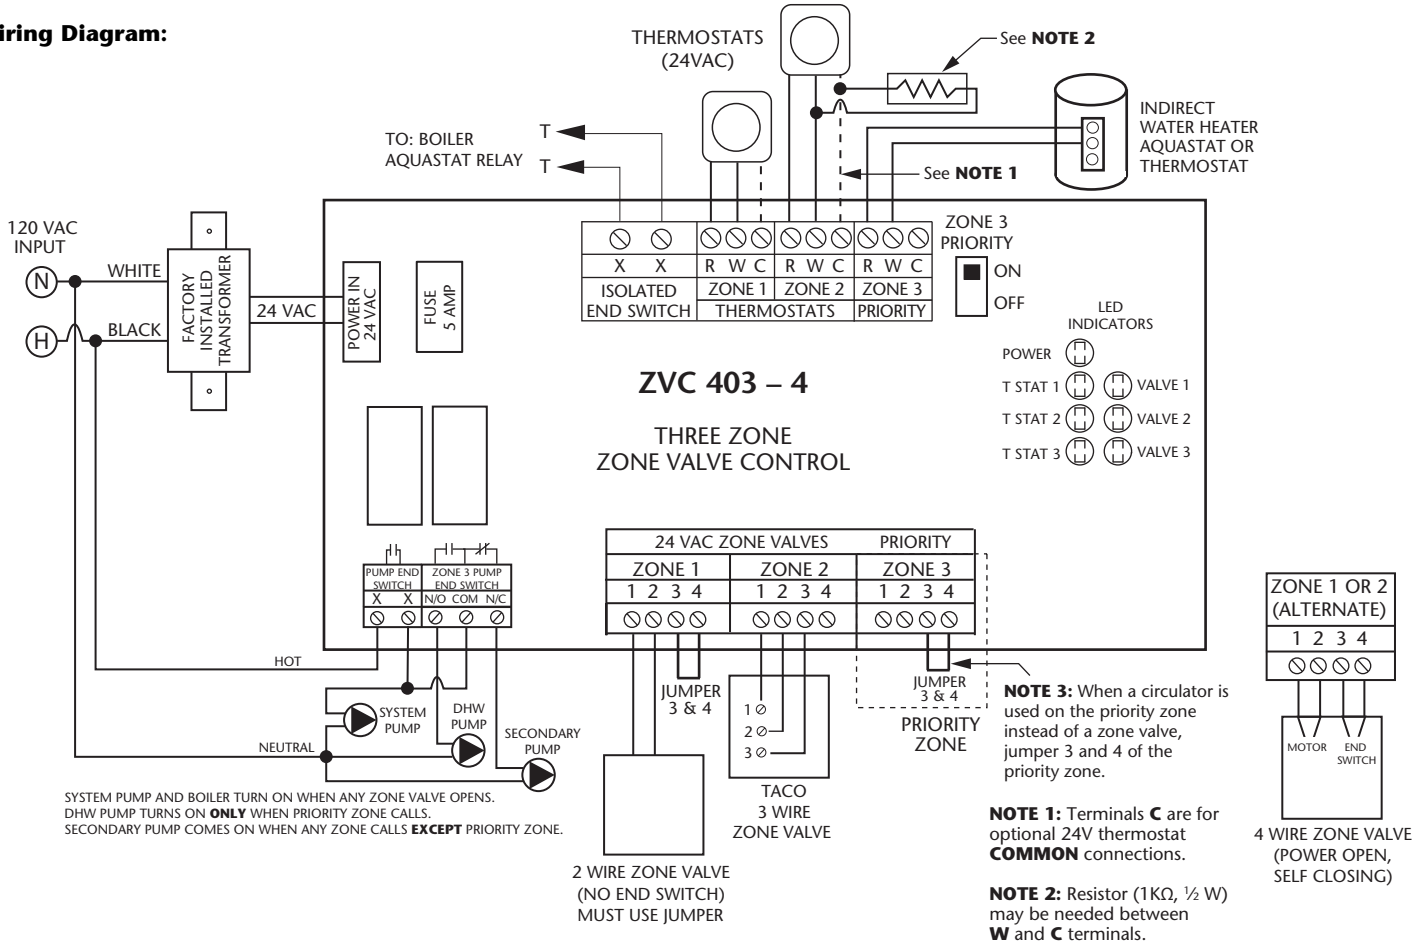 iring Diagram:
THERMOSTATS
(24VAC)
See NOTE 2
TO: BOILER
AQUASTAT RELAY
T
T
See NOTE 1
INDIRECT
WATER HEATER
AQUASTAT OR
THERMOSTAT
120 VAC
INPUT
N
WHITE
H
BLACK
FACTORY
INSTALLED
TRANSFORMER
24 VAC
POWER IN
24 VAC
FUSE
5 AMP
X X
ISOLATED
END SWITCH
R W C R W C R W C
ZONE 1 ZONE 2 ZONE 3
THERMOSTATS PRIORITY
ZONE 3
PRIORITY
ON
OFF
LED
INDICATORS
POWER
T STAT 1 VALVE 1
T STAT 2 VALVE 2
T STAT 3 VALVE 3
ZVC 403 – 4
THREE ZONE
ZONE VALVE CONTROL
PUMP END
SWITCH
X X
ZONE 3 PUMP
END SWITCH
N/O COM N/C
24 VAC ZONE VALVES PRIORITY
ZONE 1 ZONE 2 ZONE 3
1 2 3 4 1 2 3 4 1 2 3 4
HOT
NEUTRAL
SYSTEM
PUMP
DHW
PUMP
SECONDARY
PUMP
SYSTEM PUMP AND BOILER TURN ON WHEN ANY ZONE VALVE OPENS.
DHW PUMP TURNS ON ONLY WHEN PRIORITY ZONE CALLS.
SECONDARY PUMP COMES ON WHEN ANY ZONE CALLS EXCEPT PRIORITY ZONE.
JUMPER
3 & 4
2 WIRE ZONE VALVE
(NO END SWITCH)
MUST USE JUMPER
1
2
3
TACO
3 WIRE
ZONE VALVE
JUMPER
3 & 4
PRIORITY
ZONE
NOTE 3: When a circulator is
used on the priority zone
instead of a zone valve,
jumper 3 and 4 of the
priority zone.
NOTE 1: Terminals C are for
optional 24V thermostat
COMMON connections.
NOTE 2: Resistor (1KΩ, ½ W)
may be needed between
W and C terminals.
ZONE 1 OR 2
(ALTERNATE)
1 2 3 4
MOTOR
END
SWITCH
4 WIRE ZONE VALVE
(POWER OPEN,
SELF CLOSING)